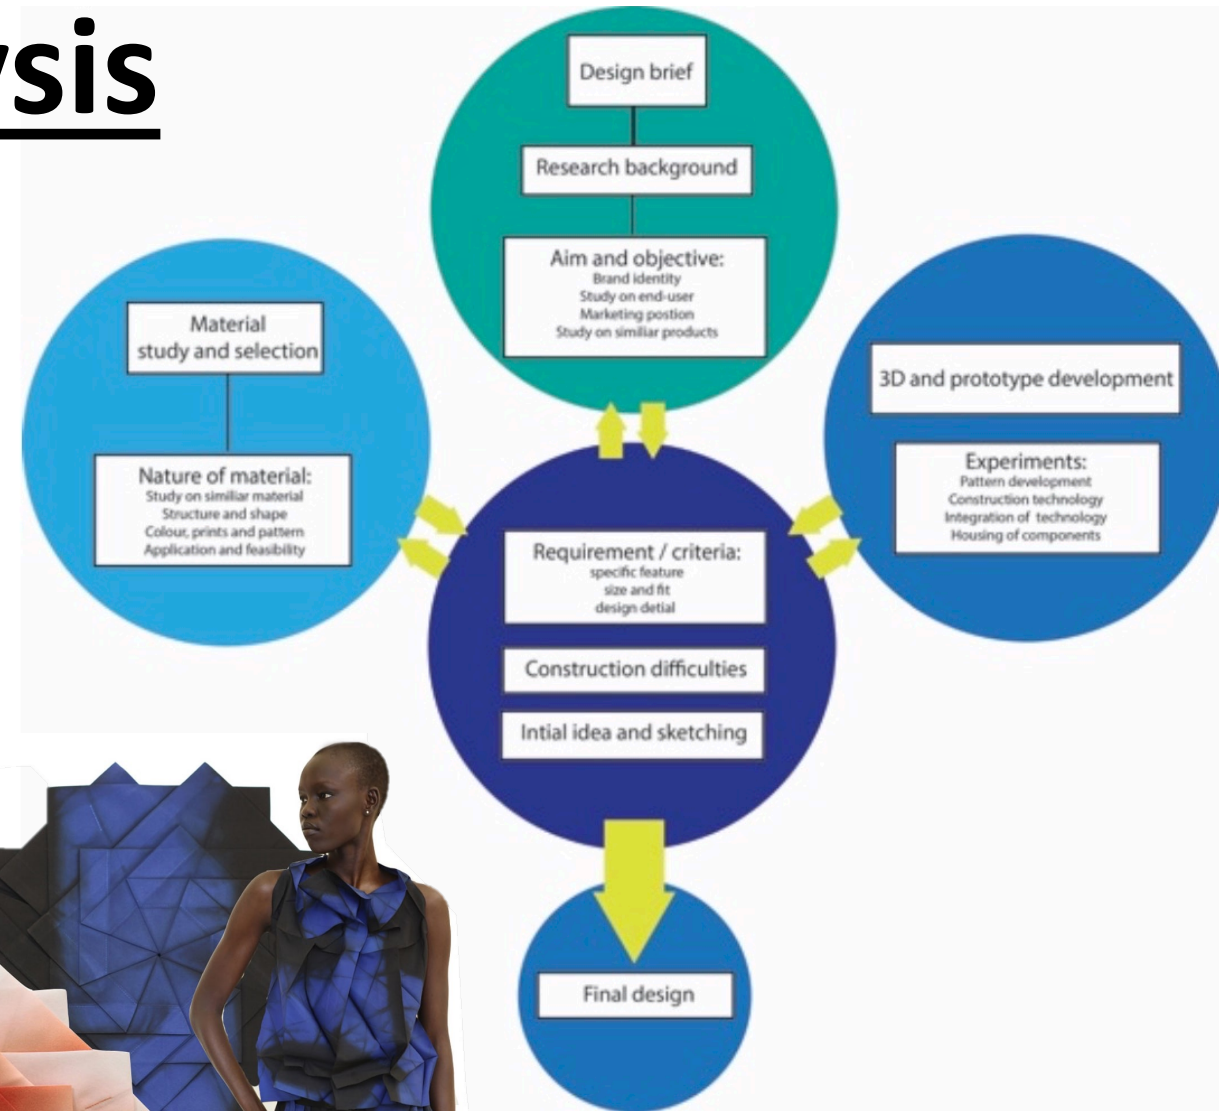 ysis
Design brief
Research background
Aim and objective:
Brand identity
Study on end-user
Marketing postion
Study on similiar products
Material
study and selection
Nature of material:
Study on similiar material
Structure and shape
Colour, prints and pattern
Application and feasibility
3D and prototype development
Experiments:
Pattern development
Construction technology
Integration of technology
Housing of components
Requirement / criteria:
specific feature
size and fit
design detial
Construction difficulties
Intial idea and sketching
Final design